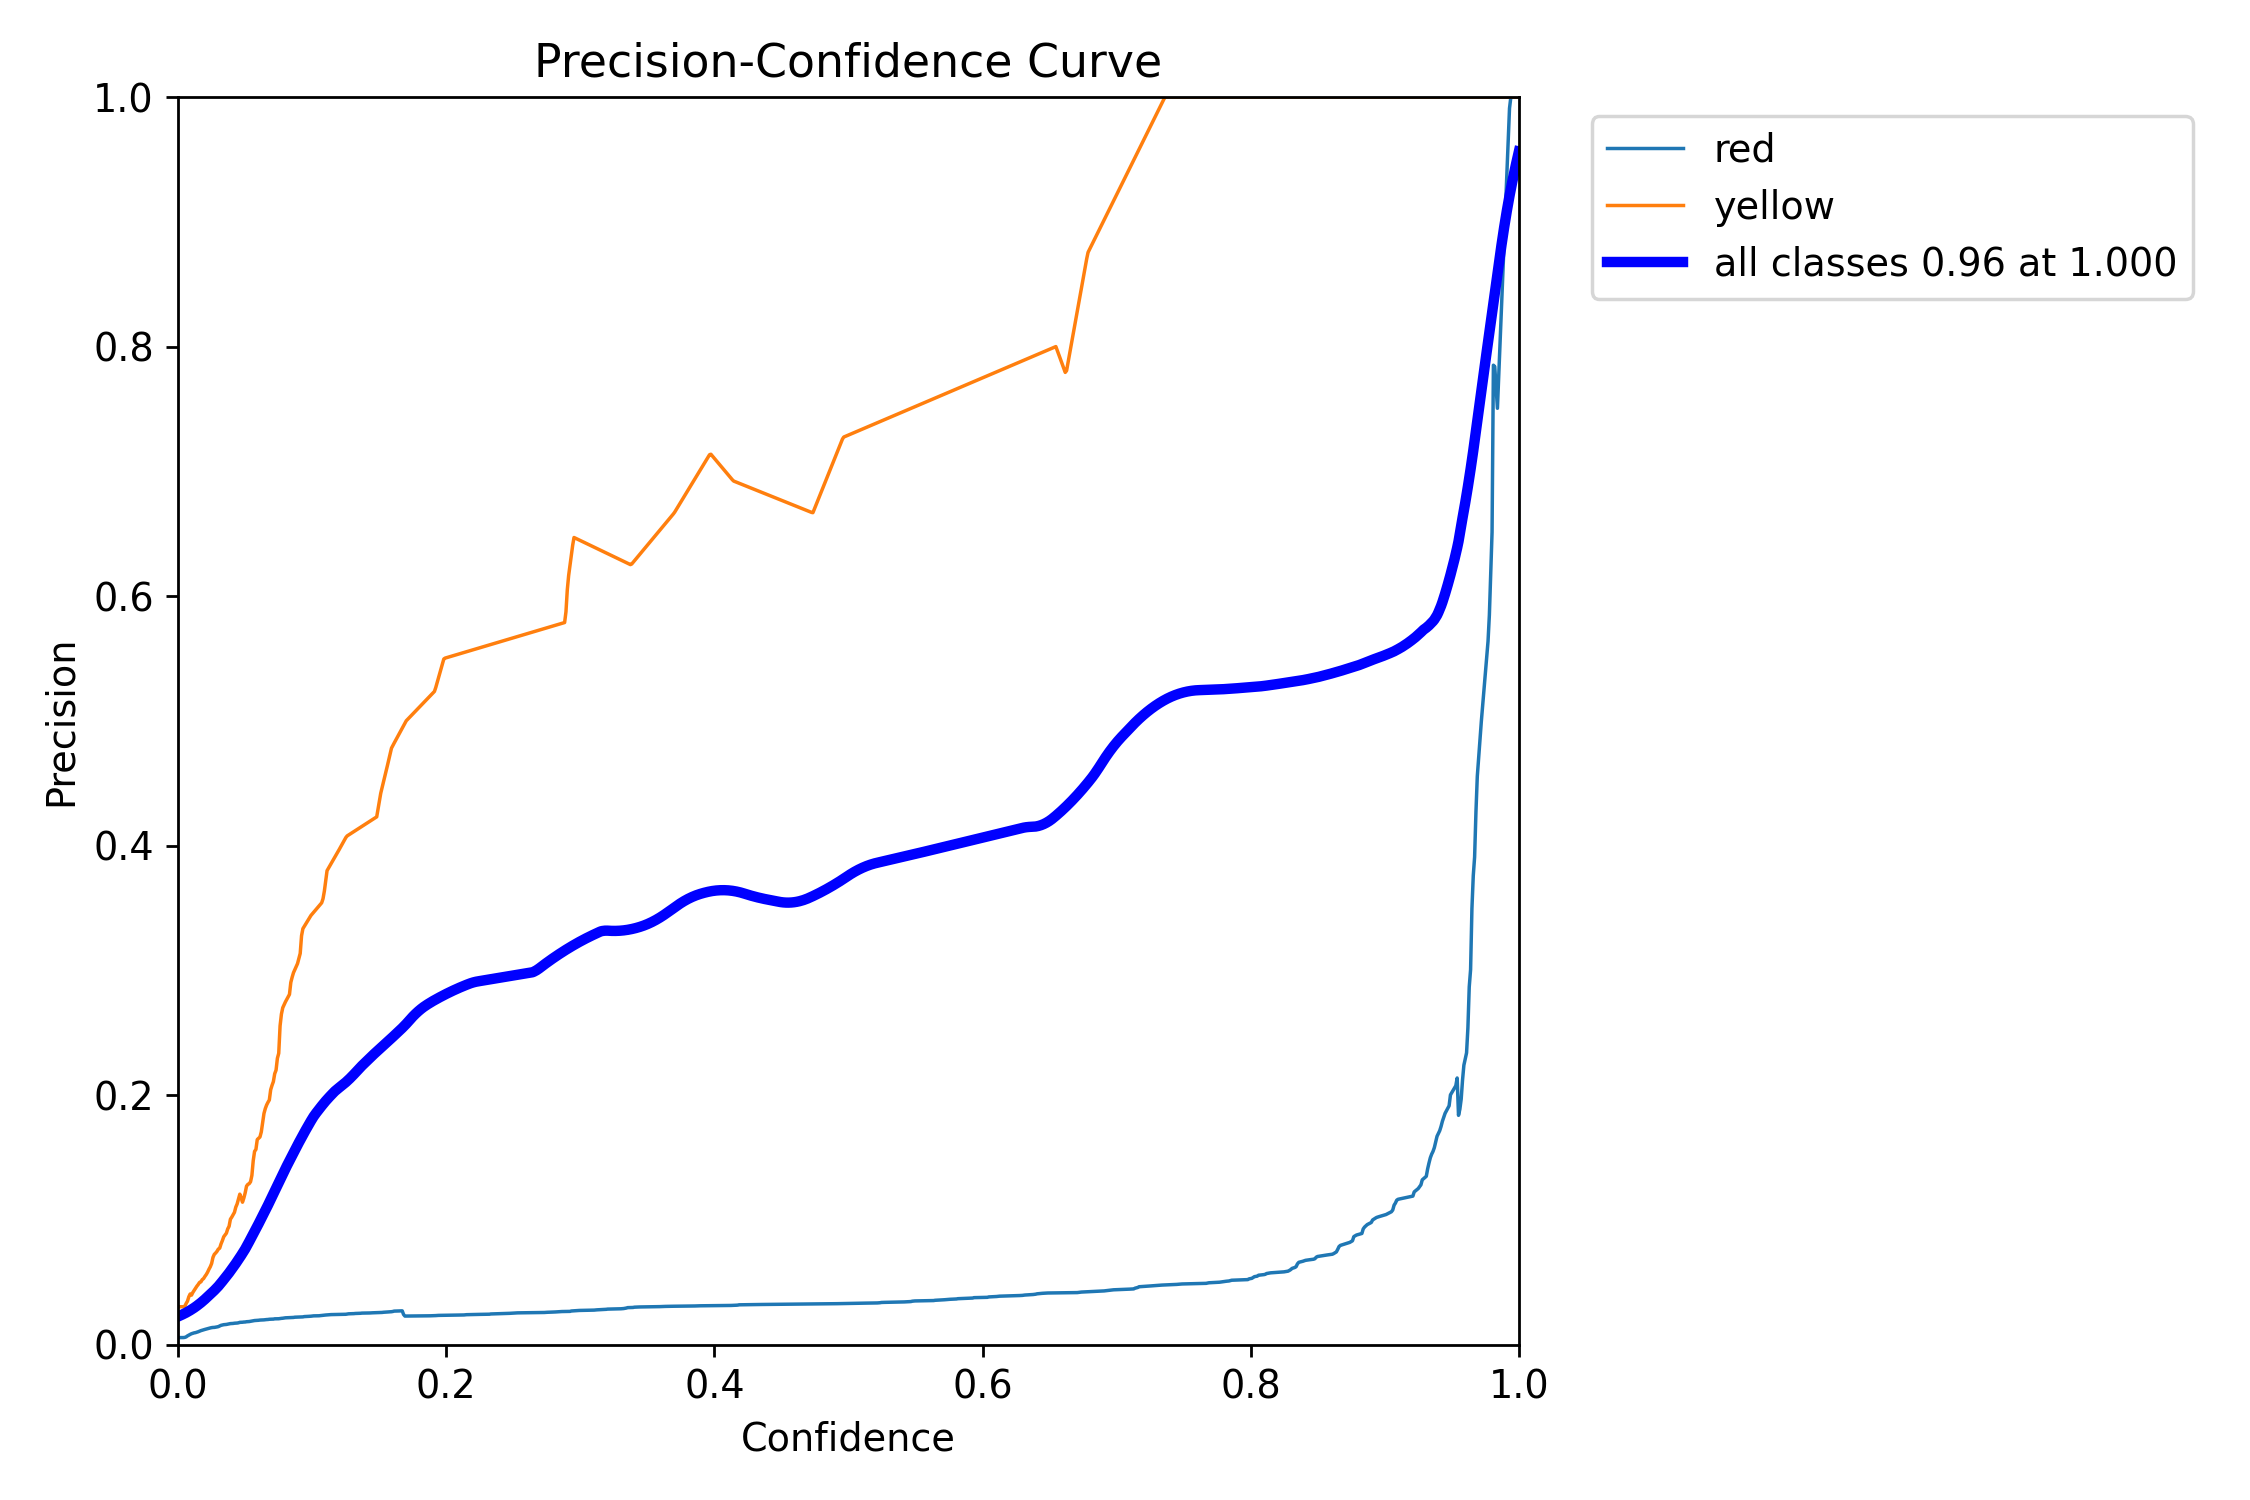 Precision-Confidence Curve
1.0
0.8
0.6
0.4
0.2
0.0
Precision
0.0 0.2 0.4 0.6 0.8 1.0
Confidence
red
yellow
all classes 0.96 at 1.000